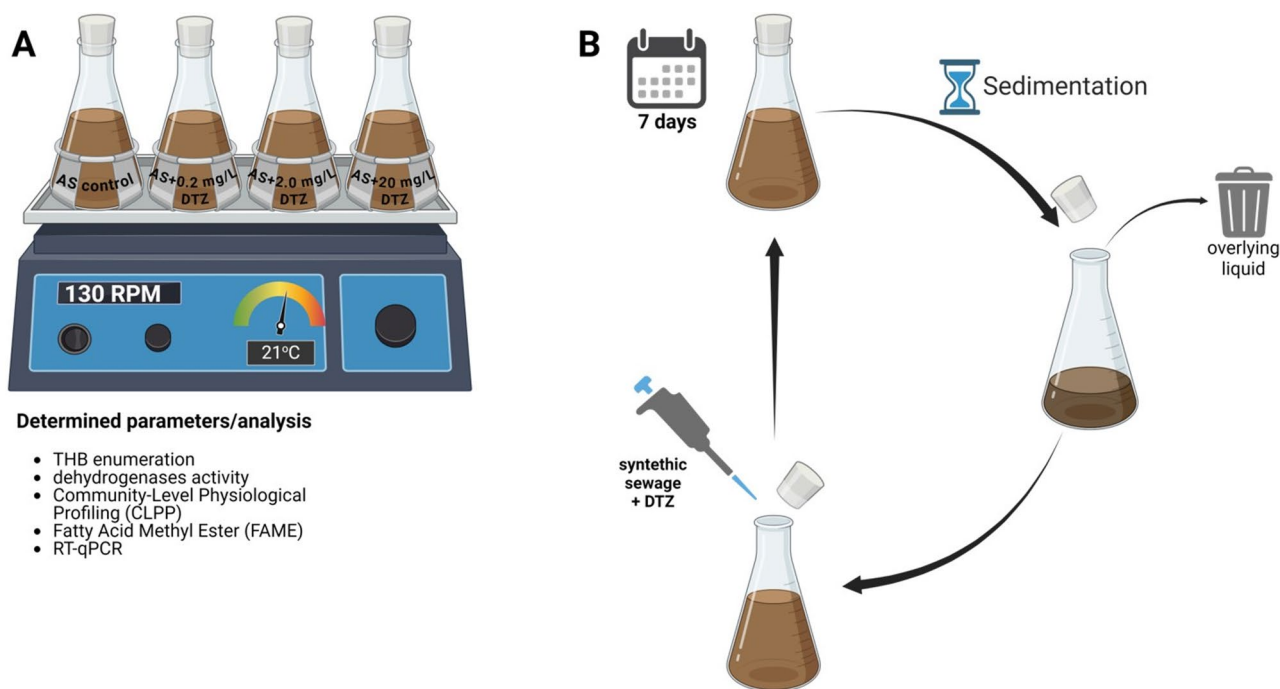 A
AS control
AS+0.2 mg/L
DTZ
AS+2.0 mg/L
DTZ
AS+20 mg/L
DTZ
130 RPM
21ºC
Determined parameters/analysis
• THB enumeration
• dehydrogenases activity
• Community-Level Physiological
Profiling (CLPP)
• Fatty Acid Methyl Ester (FAME)
• RT-qPCR
B
7 days
Sedimentation
overlying
liquid
syntethic
sewage
+ DTZ